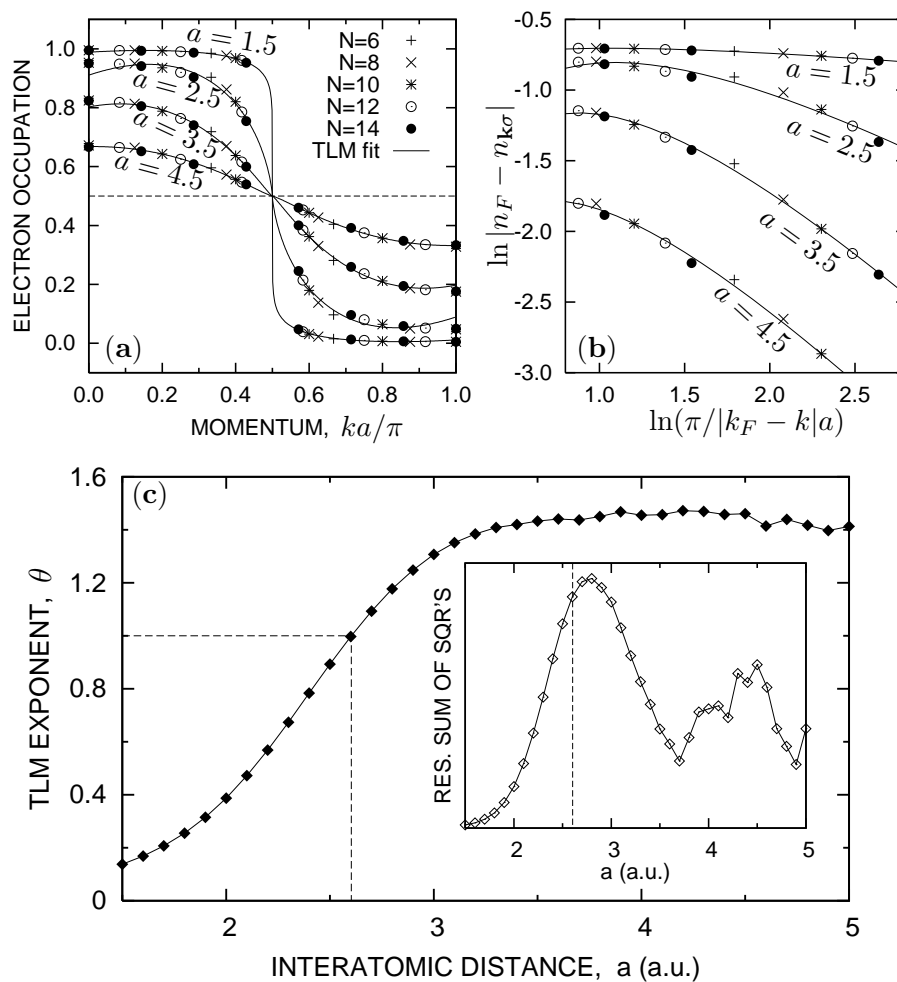 ELECTRON OCCUPATION
1.0
0.8
0.6
0.4
0.2
0.0
a = 1.5
a = 2.5
a = 3.5
a = 4.5
N=6
N=8
N=10
N=12
N=14
TLM fit
(a)
0.0 0.2 0.4 0.6 0.8 1.0
MOMENTUM, ka/π
ln |n_F − n_{kσ}|
-0.5
-1.0
-1.5
-2.0
-2.5
-3.0
a = 1.5
a = 2.5
a = 3.5
a = 4.5
(b)
1.0 1.5 2.0 2.5
ln(π/|k_F − k|a)
TLM EXPONENT, θ
1.6
1.2
0.8
0.4
0
(c)
2 3 4 5
INTERATOMIC DISTANCE, a (a.u.)
RES. SUM OF SQR'S
2 3 4 5
a (a.u.)